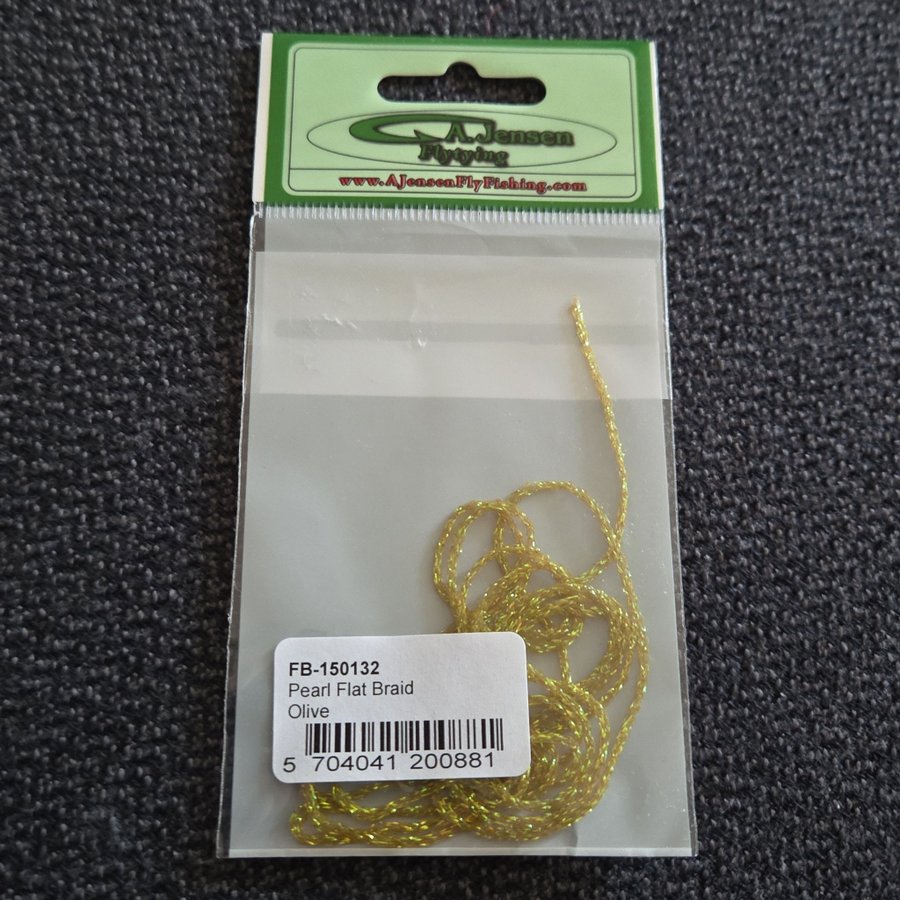 A. Jensen
Flytying
www.AJensenFlyFishing.com
FB-150132
Pearl Flat Braid
Olive
5 704041 200881